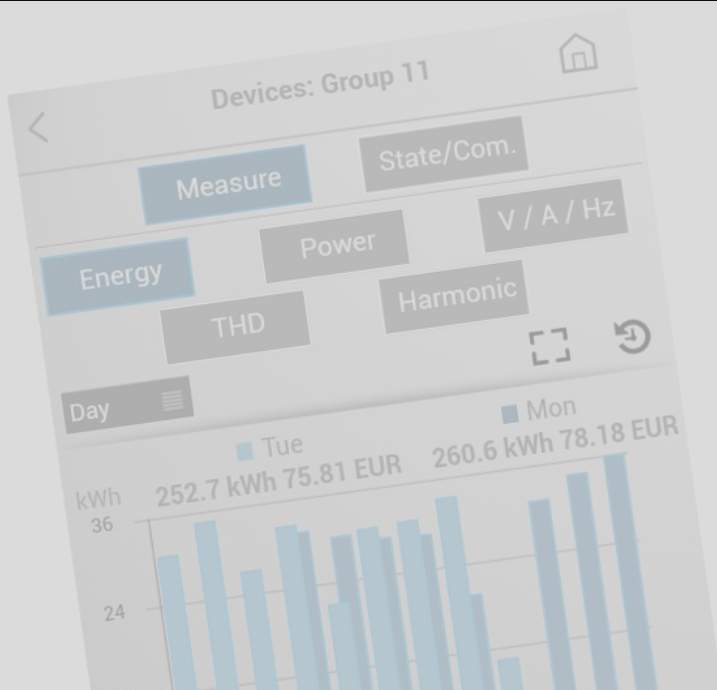 Devices: Group 11
Measure State/Com.
Energy Power V / A / Hz
THD Harmonic
Day
Tue Mon
kWh 252.7 kWh 75.81 EUR 260.6 kWh 78.18 EUR
36
24